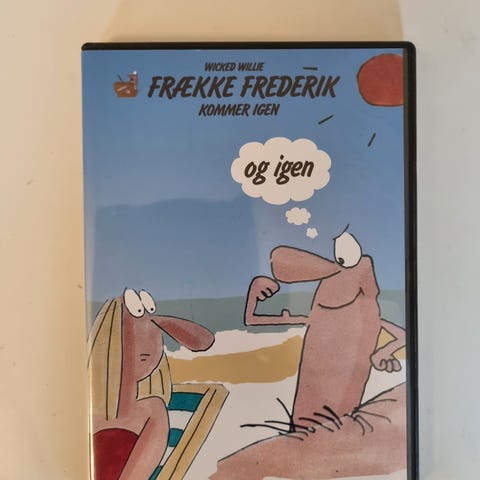 WICKED WILLIE
FRÆKKE FREDERIK
KOMMER IGEN
og igen